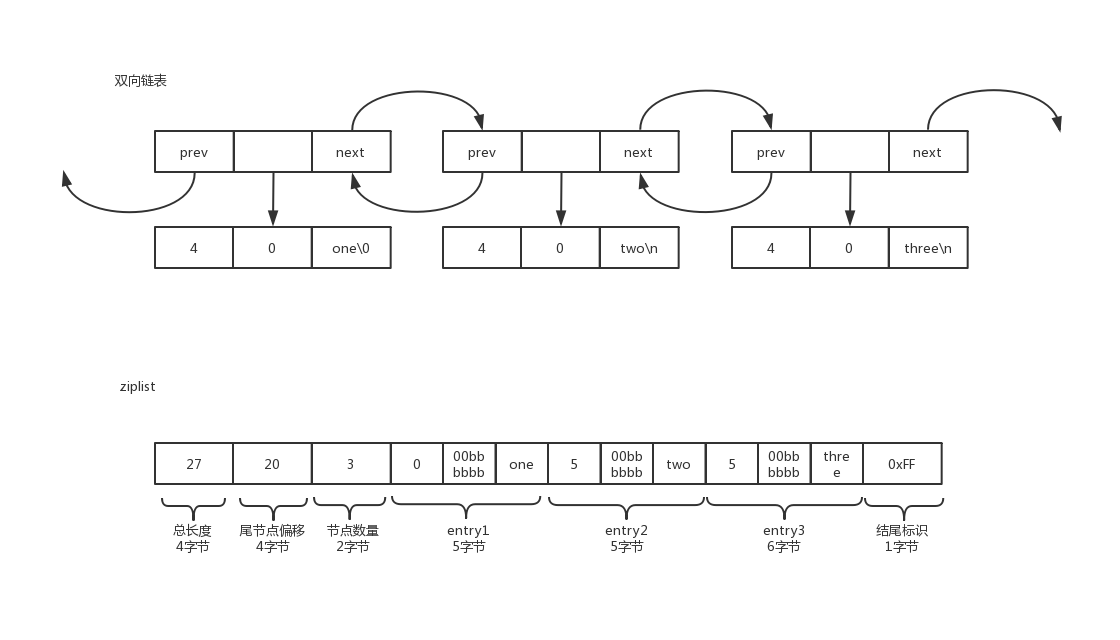 双向链表
prev next prev next prev next
4 0 one\0 4 0 two\n 4 0 three\n
ziplist
27 20 3 0 00bb bbbb one 5 00bb bbbb two 5 00bb bbbb thre e 0xFF
总长度 尾节点偏移 节点数量 entry1 entry2 entry3 结尾标识
4字节 4字节 2字节 5字节 5字节 6字节 1字节